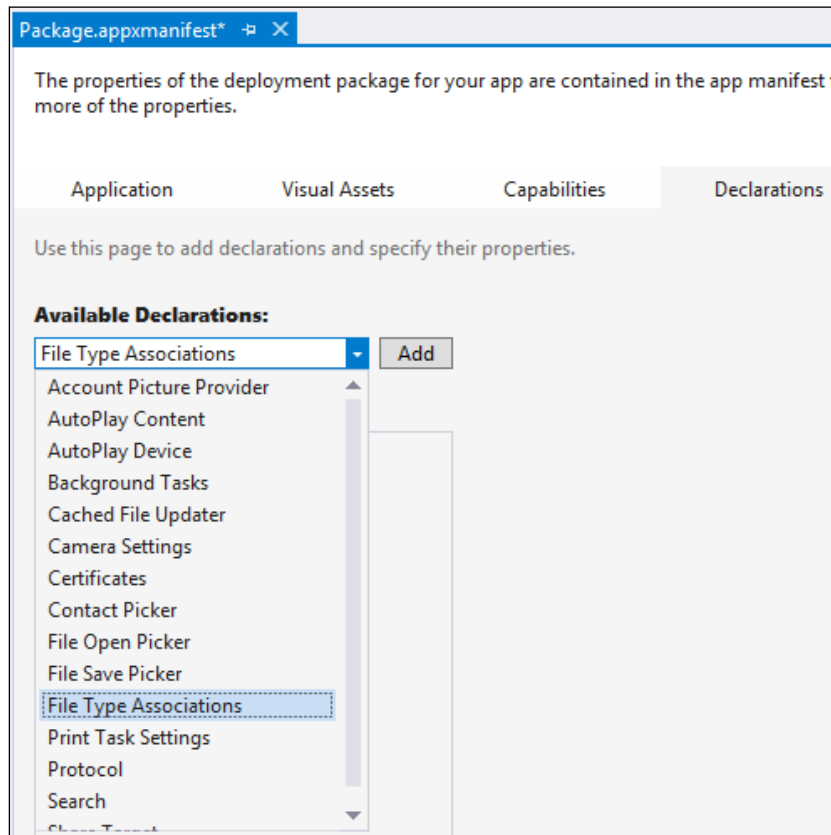 Package.appxmanifest*
The properties of the deployment package for your app are contained in the app manifest
more of the properties.
Application Visual Assets Capabilities Declarations
Use this page to add declarations and specify their properties.
Available Declarations:
File Type Associations Add
Account Picture Provider
AutoPlay Content
AutoPlay Device
Background Tasks
Cached File Updater
Camera Settings
Certificates
Contact Picker
File Open Picker
File Save Picker
File Type Associations
Print Task Settings
Protocol
Search